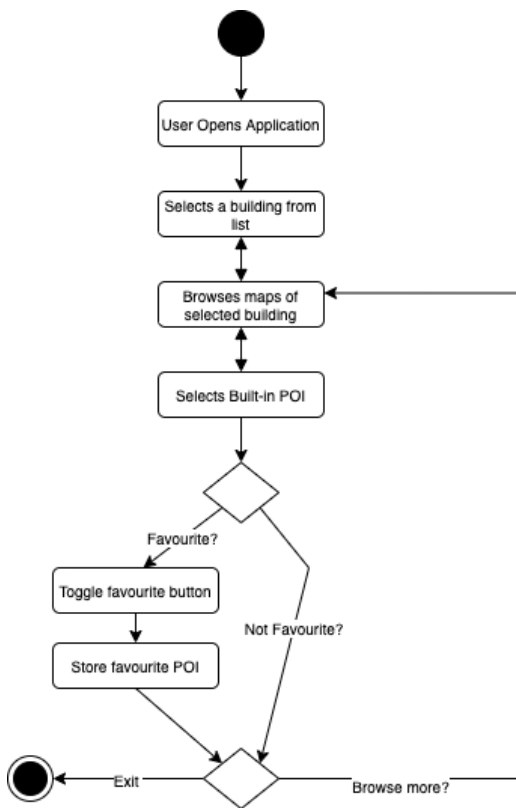 User Opens Application
Selects a building from
list
Browses maps of
selected building
Selects Built-in POI
Favourite?
Toggle favourite button
Not Favourite?
Store favourite POI
Exit
Browse more?